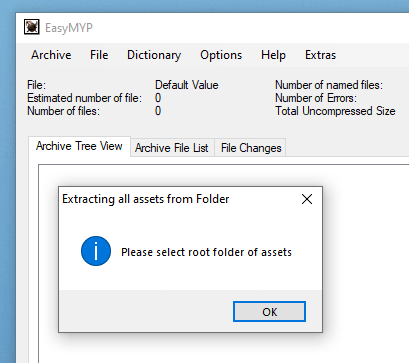 EasyMYP
Archive File Dictionary Options Help Extras
File: Default Value Number of named files:
Estimated number of file: 0 Number of Errors:
Number of files: 0 Total Uncompressed Size
Archive Tree View Archive File List File Changes
Extracting all assets from Folder
Please select root folder of assets
OK